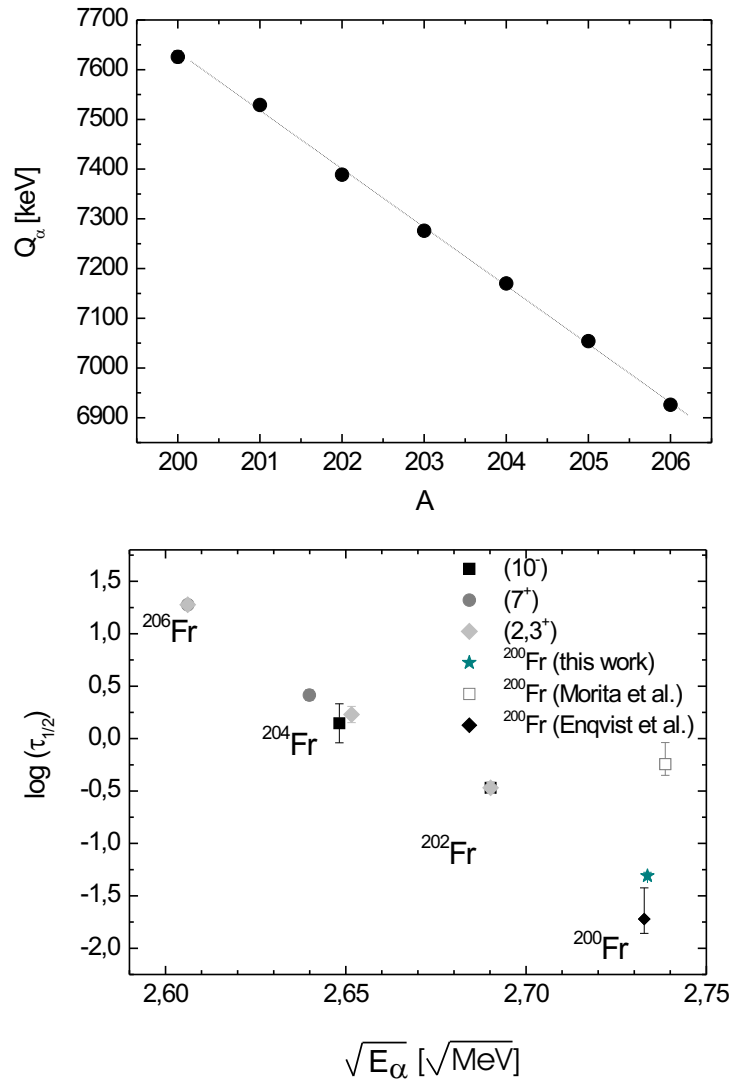 7700
7600
7500
7400
7300
7200
7100
7000
6900
Qα [keV]
200 201 202 203 204 205 206
A
1,5
1,0
0,5
0,0
-0,5
-1,0
-1,5
-2,0
log (τ1/2)
(10⁻)
(7⁺)
(2,3⁺)
²⁰⁰Fr (this work)
²⁰⁰Fr (Morita et al.)
²⁰⁰Fr (Enqvist et al.)
²⁰⁶Fr
²⁰⁴Fr
²⁰²Fr
²⁰⁰Fr
2,60 2,65 2,70 2,75
√Eα [√MeV]